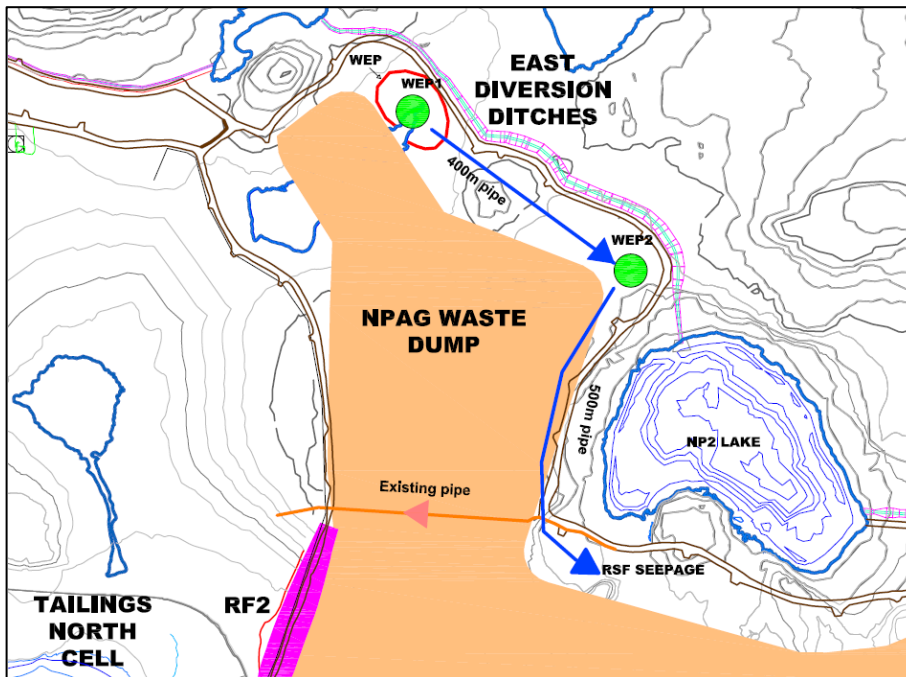 WEP
WEP1
EAST
DIVERSION
DITCHES
400m pipe
WEP2
NPAG WASTE
DUMP
500m pipe
NP2 LAKE
Existing pipe
RSF SEEPAGE
TAILINGS
NORTH
CELL
RF2